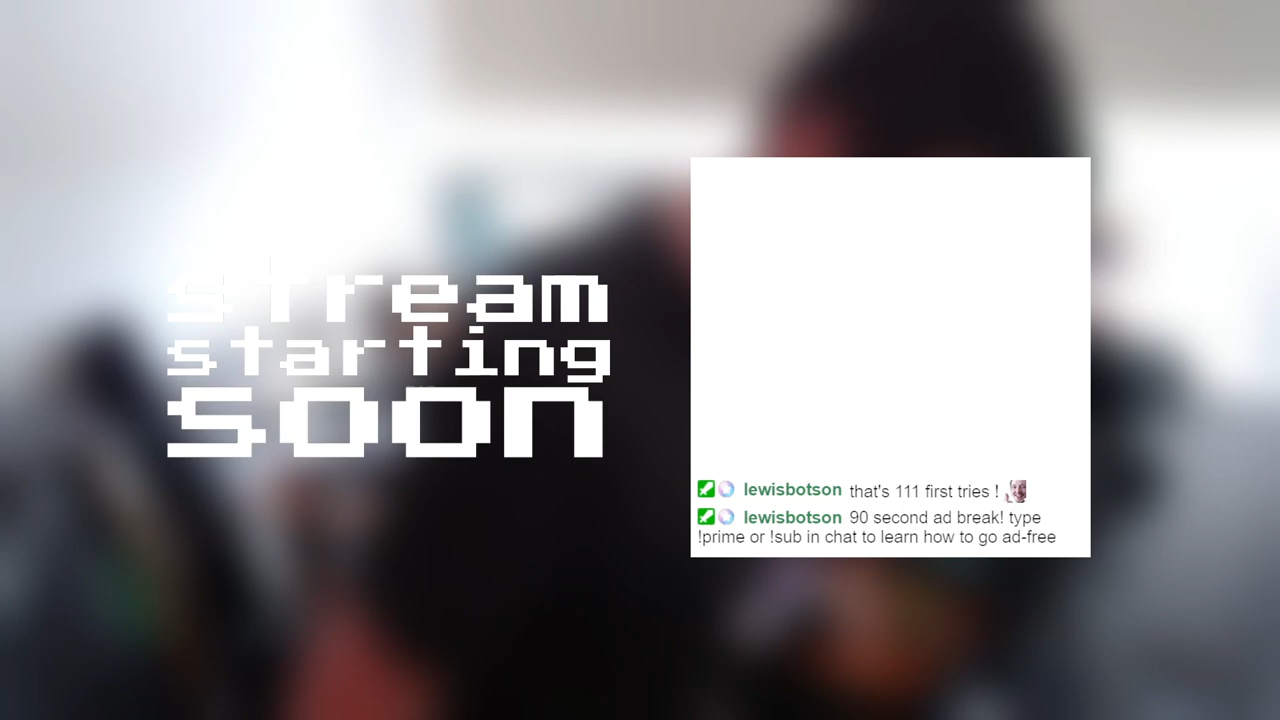 stream
starting
soon
lewisbotson that's 111 first tries !
lewisbotson 90 second ad break! type
!prime or !sub in chat to learn how to go ad-free